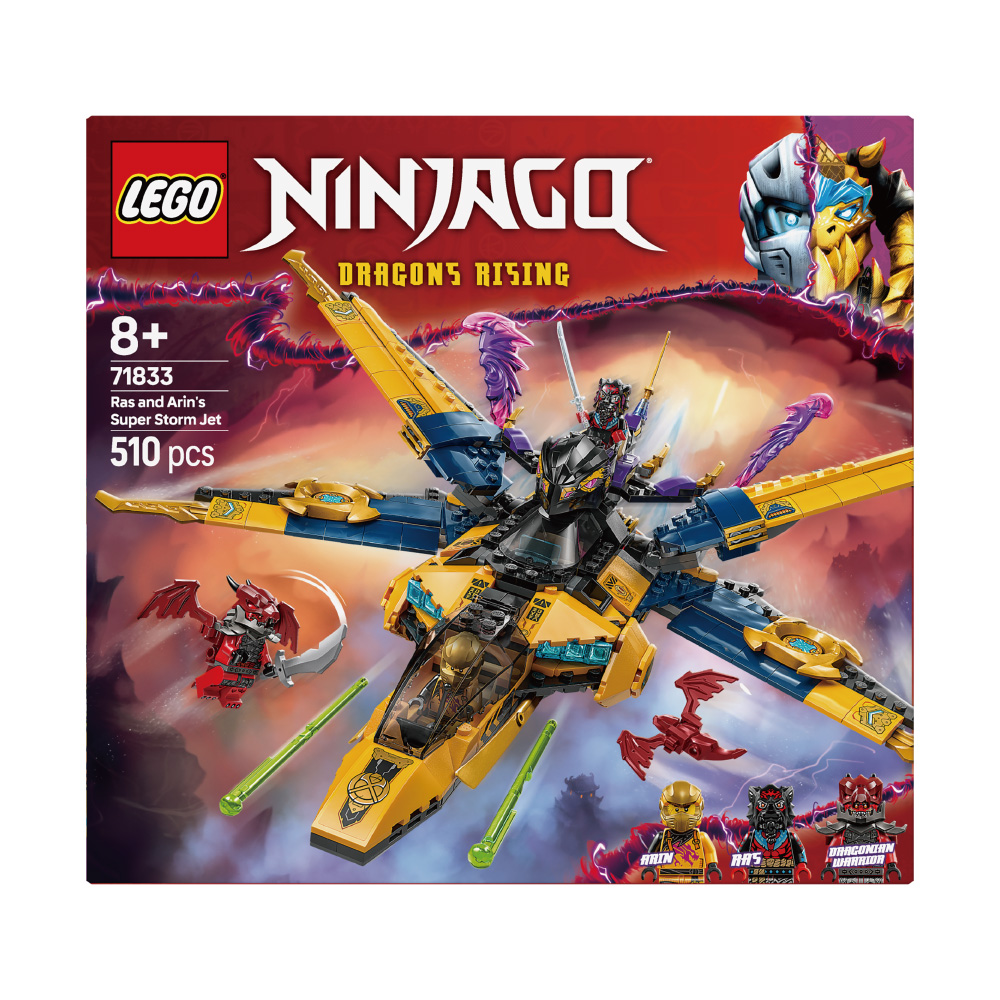 LEGO
NINJAGO®
DRAGONS RISING
8+
71833
Ras and Arin's
Super Storm Jet
510 pcs
ARIN
RAS
DRAGONIAN
WARRIOR